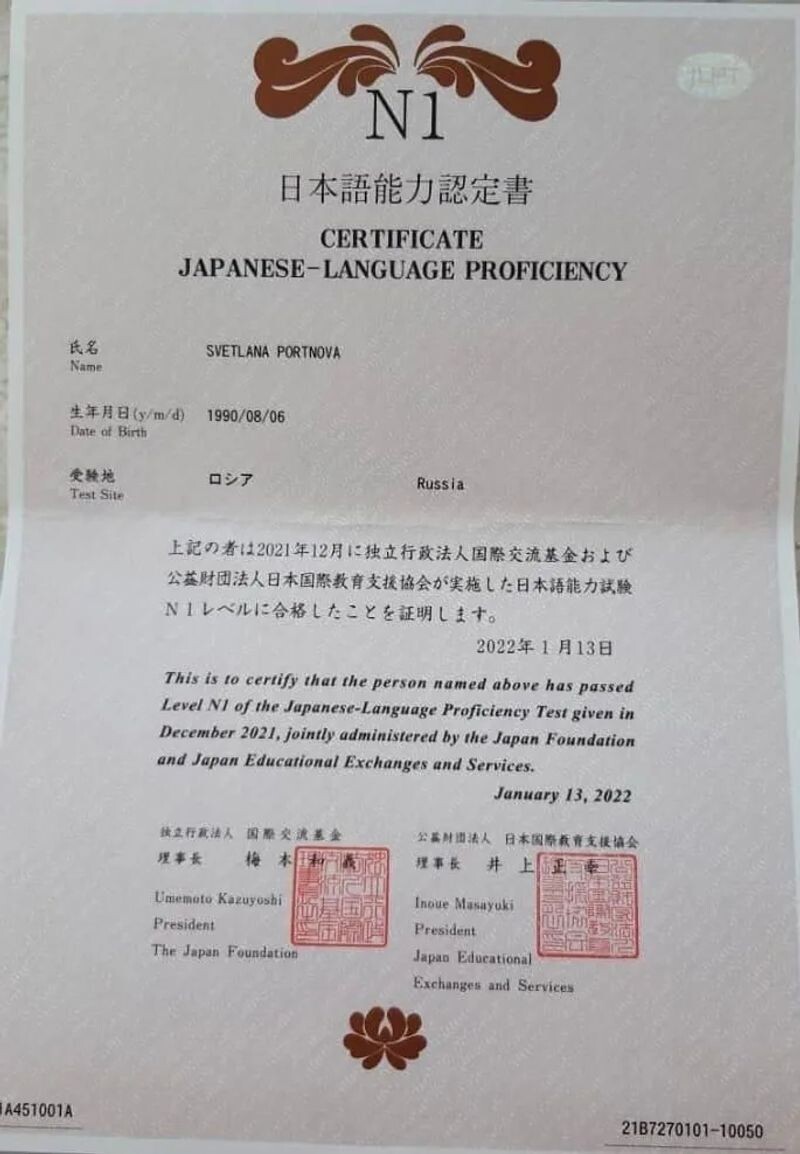 JLPT
N1
日本語能力認定書
CERTIFICATE
JAPANESE-LANGUAGE PROFICIENCY
氏名 SVETLANA PORTNOVA
Name
生年月日(y/m/d) 1990/08/06
Date of Birth
受験地 ロシア Russia
Test Site
上記の者は2021年12月に独立行政法人国際交流基金および
公益財団法人日本国際教育支援協会が実施した日本語能力試験
N1レベルに合格したことを証明します。
2022年1月13日
This is to certify that the person named above has passed
Level N1 of the Japanese-Language Proficiency Test given in
December 2021, jointly administered by the Japan Foundation
and Japan Educational Exchanges and Services.
January 13, 2022
独立行政法人 国際交流基金
理事長 梅本和義
Umemoto Kazuyoshi
President
The Japan Foundation
公益財団法人 日本国際教育支援協会
理事長 井上正幸
Inoue Masayuki
President
Japan Educational
Exchanges and Services
1A451001A
21B7270101-10050